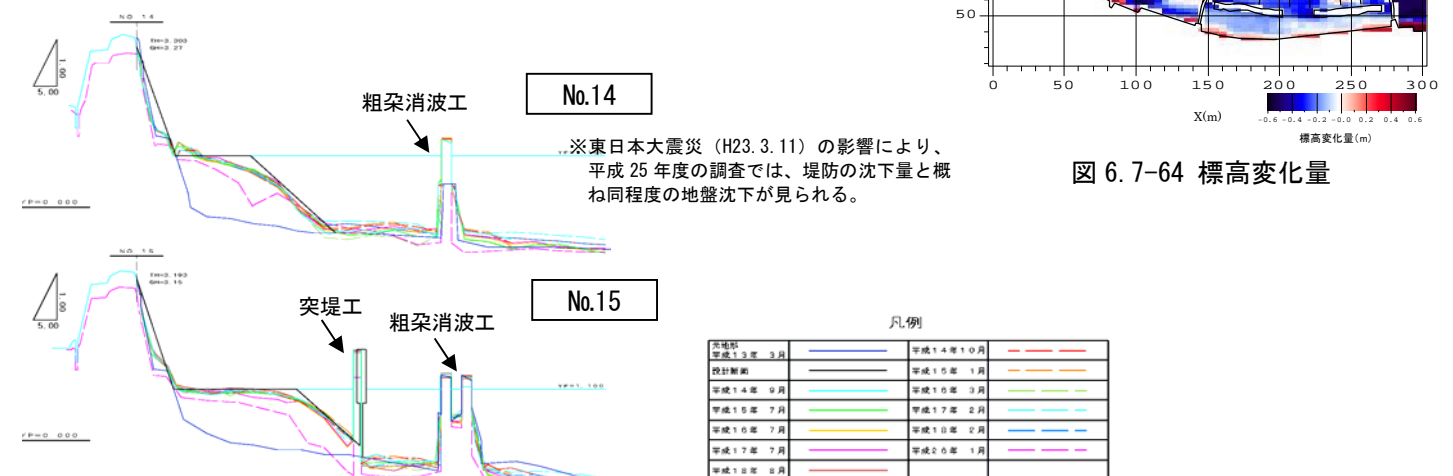 NO 14
TH=3.303
GH=3.27
1.00
5.00
粗朶消波工
No.14
YP=0 000
※東日本大震災（H23.3.11）の影響により、
平成 25 年度の調査では、堤防の沈下量と概
ね同程度の地盤沈下が見られる。
NO 15
TH=3.193
GH=3.15
1.00
5.00
突堤工
粗朶消波工
No.15
YP=1.100
YP=0 000
50
0 50 100 150 200 250 300
X(m)
-0.6 -0.4 -0.2 -0.0 0.2 0.4 0.6
標高変化量(m)
図 6.7-64 標高変化量
凡例
元地形
平成13年 3月
平成14年10月
設計断面
平成15年 1月
平成14年 9月
平成16年 3月
平成15年 7月
平成17年 2月
平成16年 7月
平成18年 2月
平成17年 7月
平成26年 1月
平成18年 8月